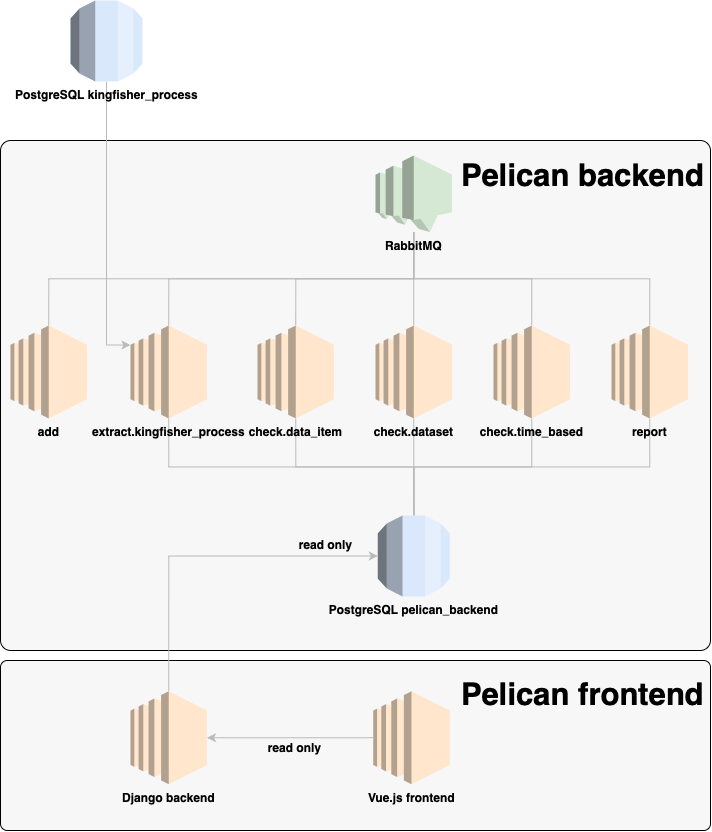 PostgreSQL kingfisher_process
Pelican backend
RabbitMQ
add
extract.kingfisher_process
check.data_item
check.dataset
check.time_based
report
read only
PostgreSQL pelican_backend
Pelican frontend
read only
Django backend
Vue.js frontend